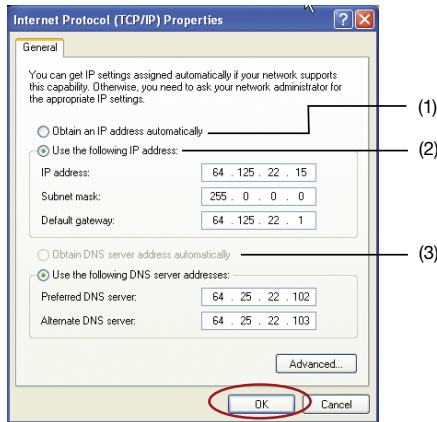 Internet Protocol (TCP/IP) Properties
General
You can get IP settings assigned automatically if your network supports
this capability. Otherwise, you need to ask your network administrator for
the appropriate IP settings.
Obtain an IP address automatically
(1)
Use the following IP address:
(2)
IP address: 64 . 125 . 22 . 15
Subnet mask: 255 . 0 . 0 . 0
Default gateway: 64 . 125 . 22 . 1
Obtain DNS server address automatically
(3)
Use the following DNS server addresses:
Preferred DNS server: 64 . 25 . 22 . 102
Alternate DNS server: 64 . 25 . 22 . 103
Advanced...
OK Cancel